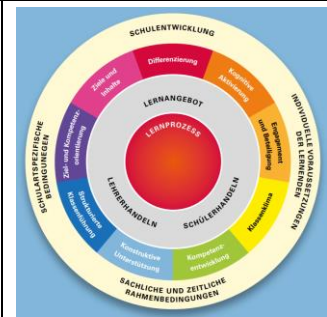 SCHULENTWICKLUNG
INDIVIDUELLE VORAUSSETZUNGEN
DER LERNENDEN
SACHLICHE UND ZEITLICHE
RAHMENBEDINGUNGEN
SCHULARTSPEZIFISCHE
BEDINGUNGEN
Differenzierung
Kognitive
Aktivierung
Engagement
und Beteiligung
Klassenklima
Kompetenz-
entwicklung
Konstruktive
Unterstützung
Strukturierte
Klassenführung
Ziel- und Kompetenz-
orientierung
Ziele und
Inhalte
LERNANGEBOT
SCHÜLERHANDELN
LEHRERHANDELN
LERNPROZESS